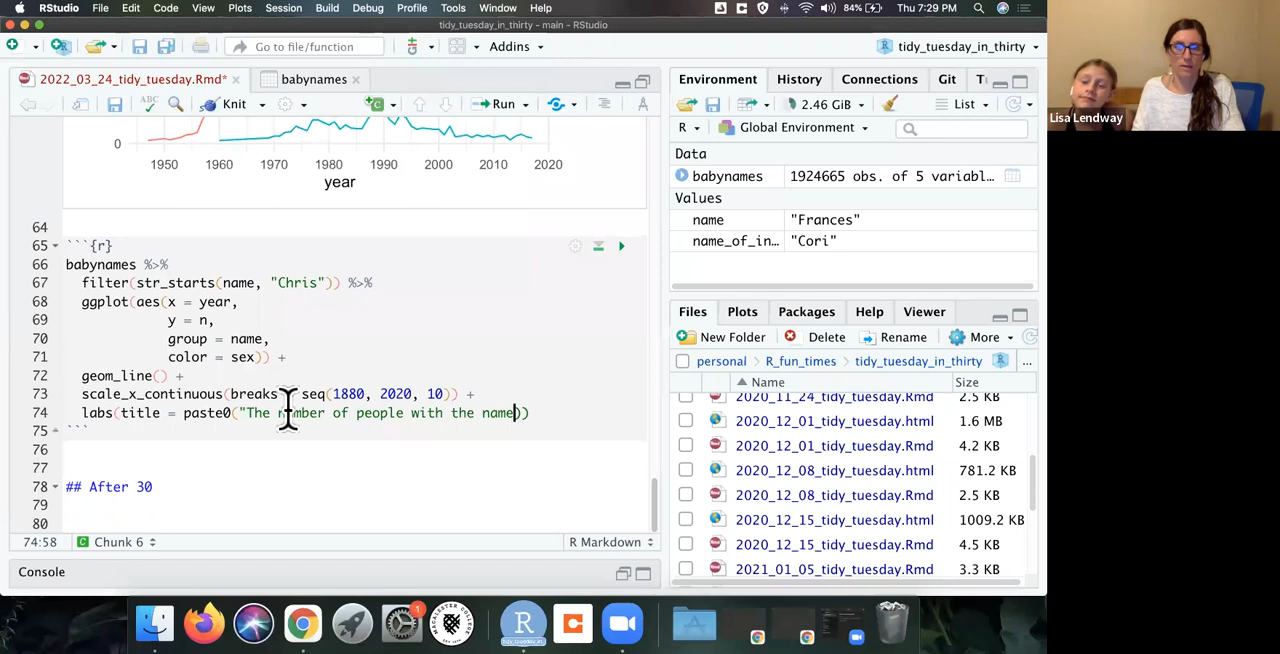 RStudio File Edit Code View Plots Session Build Debug Profile Tools Window Help 84% Thu 7:29 PM
tidy_tuesday_in_thirty - main - RStudio
Go to file/function Addins tidy_tuesday_in_thirty
2022_03_24_tidy_tuesday.Rmd* babynames
ABC Knit Run
0
1950 1960 1970 1980 1990 2000 2010 2020
year
64
65 ```{r}
66 babynames %>%
67 filter(str_starts(name, "Chris")) %>%
68 ggplot(aes(x = year,
69 y = n,
70 group = name,
71 color = sex)) +
72 geom_line() +
73 scale_x_continuous(breaks seq(1880, 2020, 10)) +
74 labs(title = paste0("The number of people with the name))
75 ```
76
77
78 ## After 30
79
80
74:58 Chunk 6 R Markdown
Console
Environment History Connections Git
2.46 GiB List
R Global Environment
Data
babynames 1924665 obs. of 5 variabl…
Values
name "Frances"
name_of_in… "Cori"
Files Plots Packages Help Viewer
New Folder Delete Rename More
personal R_fun_times tidy_tuesday_in_thirty ...
Name Size
2020_11_24_tidy_tuesday.Rmd 2.5 KB
2020_12_01_tidy_tuesday.html 1.6 MB
2020_12_01_tidy_tuesday.Rmd 4.2 KB
2020_12_08_tidy_tuesday.html 781.2 KB
2020_12_08_tidy_tuesday.Rmd 2.5 KB
2020_12_15_tidy_tuesday.html 1009.2 KB
2020_12_15_tidy_tuesday.Rmd 4.5 KB
2021_01_05_tidy_tuesday.Rmd 3.3 KB
Lisa Lendway
1